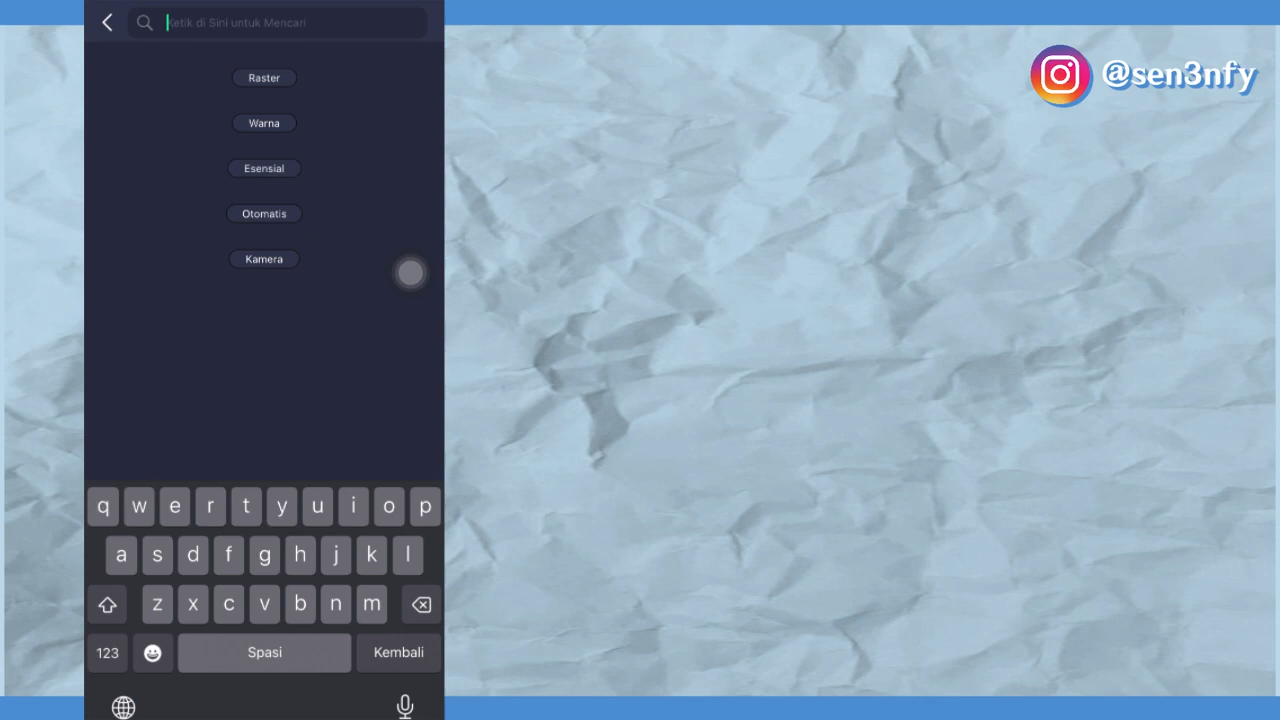 Ketik di Sini untuk Mencari
@sen3nfy
Raster
Warna
Esensial
Otomatis
Kamera
q w e r t y u i o p
a s d f g h j k l
z x c v b n m
123 Spasi Kembali